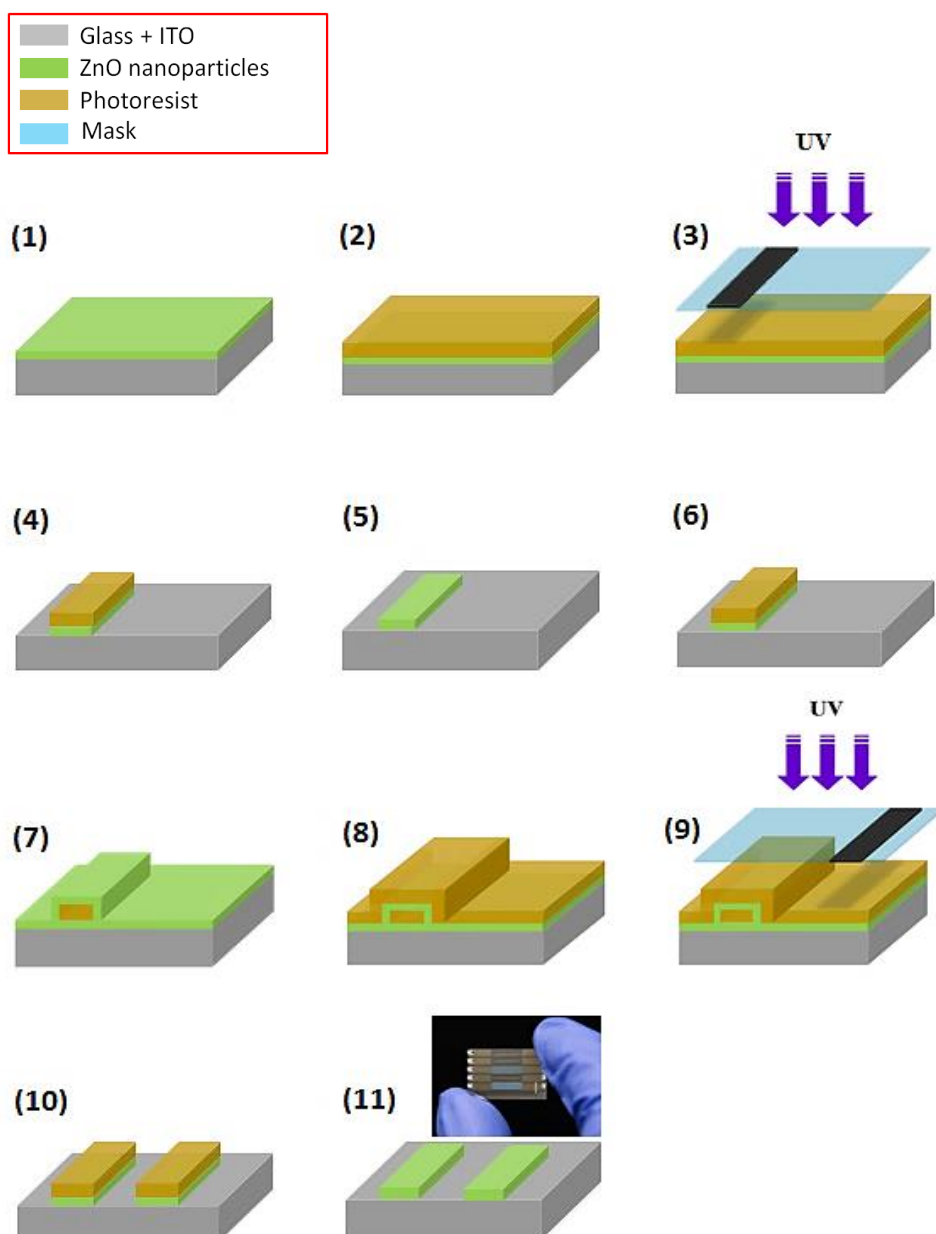 Glass + ITO
ZnO nanoparticles
Photoresist
Mask
UV
(1)
(2)
(3)
(4)
(5)
(6)
UV
(7)
(8)
(9)
(10)
(11)